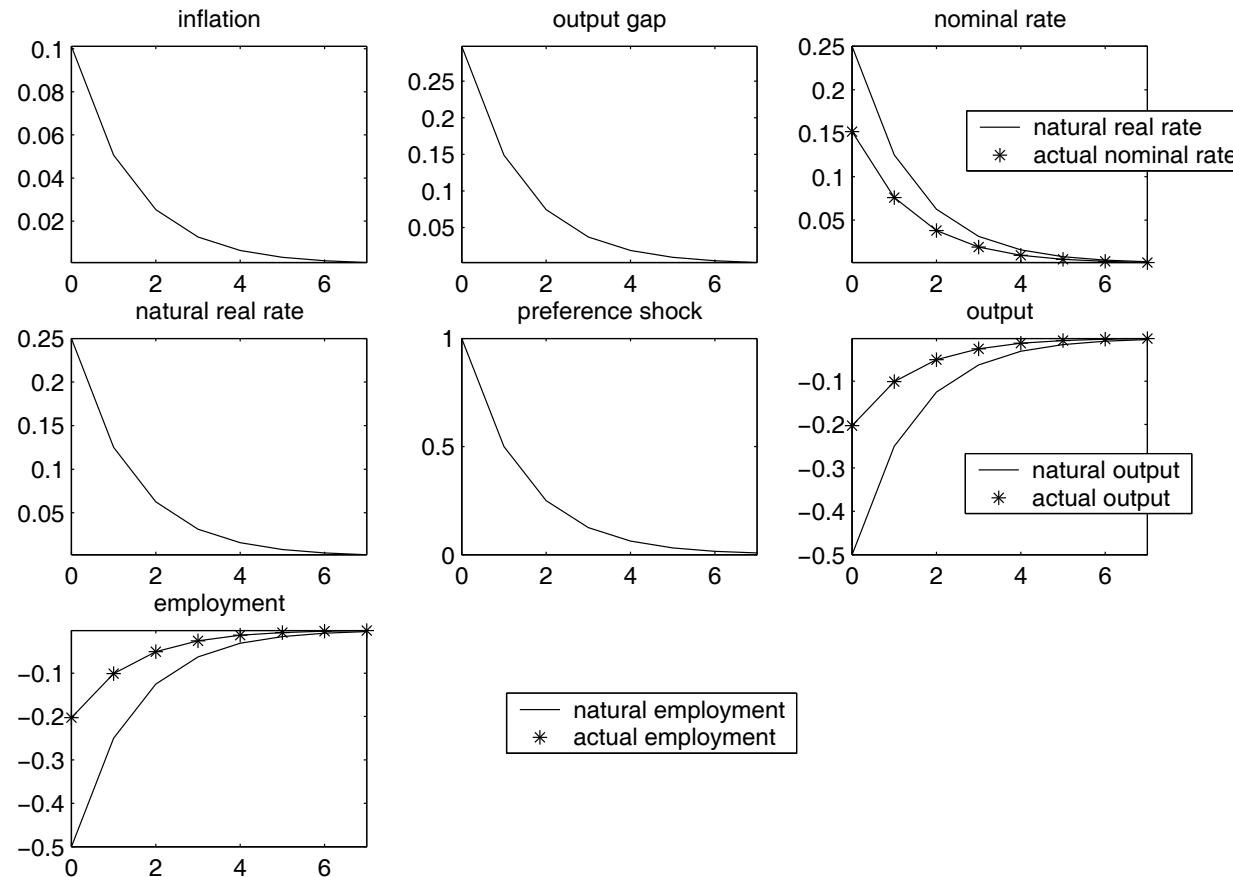 inflation
0.1
0.08
0.06
0.04
0.02
0 2 4 6
output gap
0.25
0.2
0.15
0.1
0.05
0 2 4 6
nominal rate
0.25
0.2
0.15
0.1
0.05
0 2 4 6
natural real rate
actual nominal rate
natural real rate
0.25
0.2
0.15
0.1
0.05
0 2 4 6
preference shock
1
0.5
0
0 2 4 6
output
−0.1
−0.2
−0.3
−0.4
−0.5
0 2 4 6
natural output
actual output
employment
−0.1
−0.2
−0.3
−0.4
−0.5
0 2 4 6
natural employment
actual employment